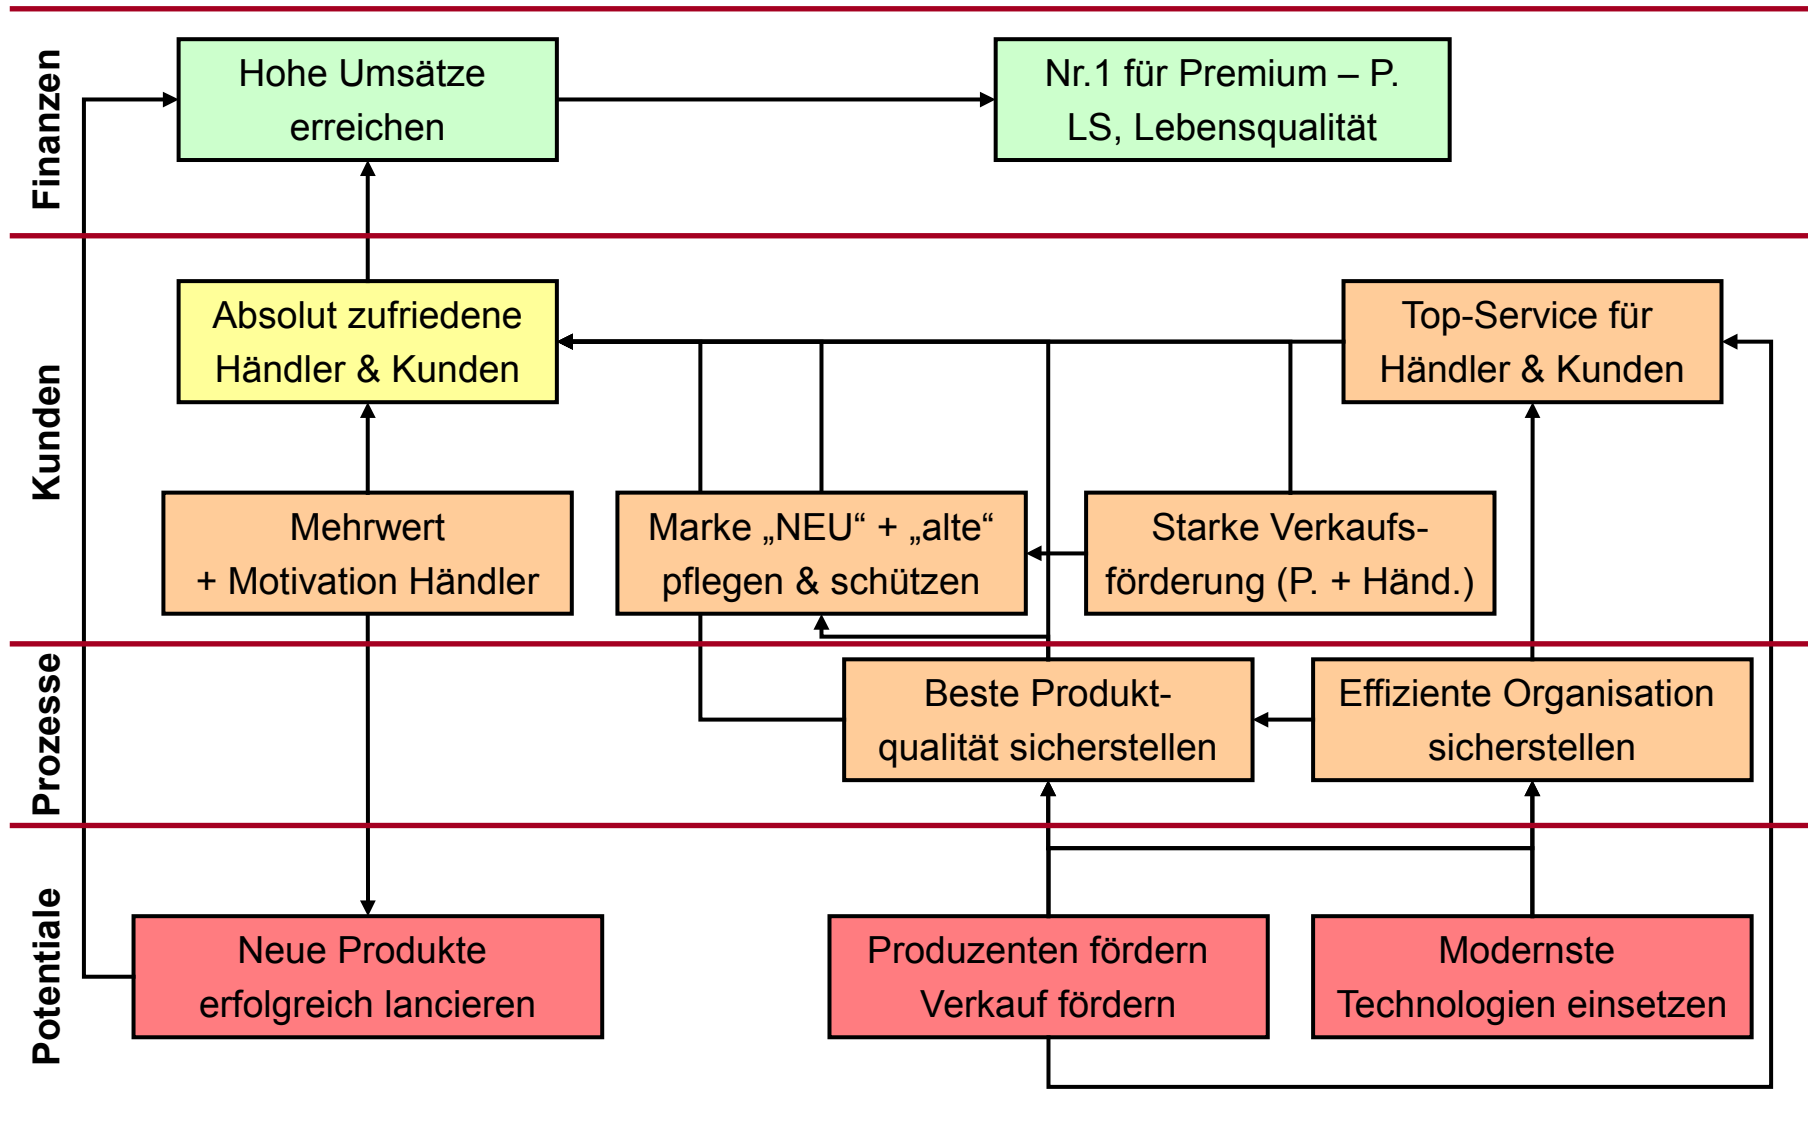 Finanzen
Hohe Umsätze
erreichen
Nr.1 für Premium – P.
LS, Lebensqualität
Kunden
Absolut zufriedene
Händler & Kunden
Top-Service für
Händler & Kunden
Mehrwert
+ Motivation Händler
Marke „NEU“ + „alte“
pflegen & schützen
Starke Verkaufs-
förderung (P. + Händ.)
Prozesse
Beste Produkt-
qualität sicherstellen
Effiziente Organisation
sicherstellen
Potentiale
Neue Produkte
erfolgreich lancieren
Produzenten fördern
Verkauf fördern
Modernste
Technologien einsetzen